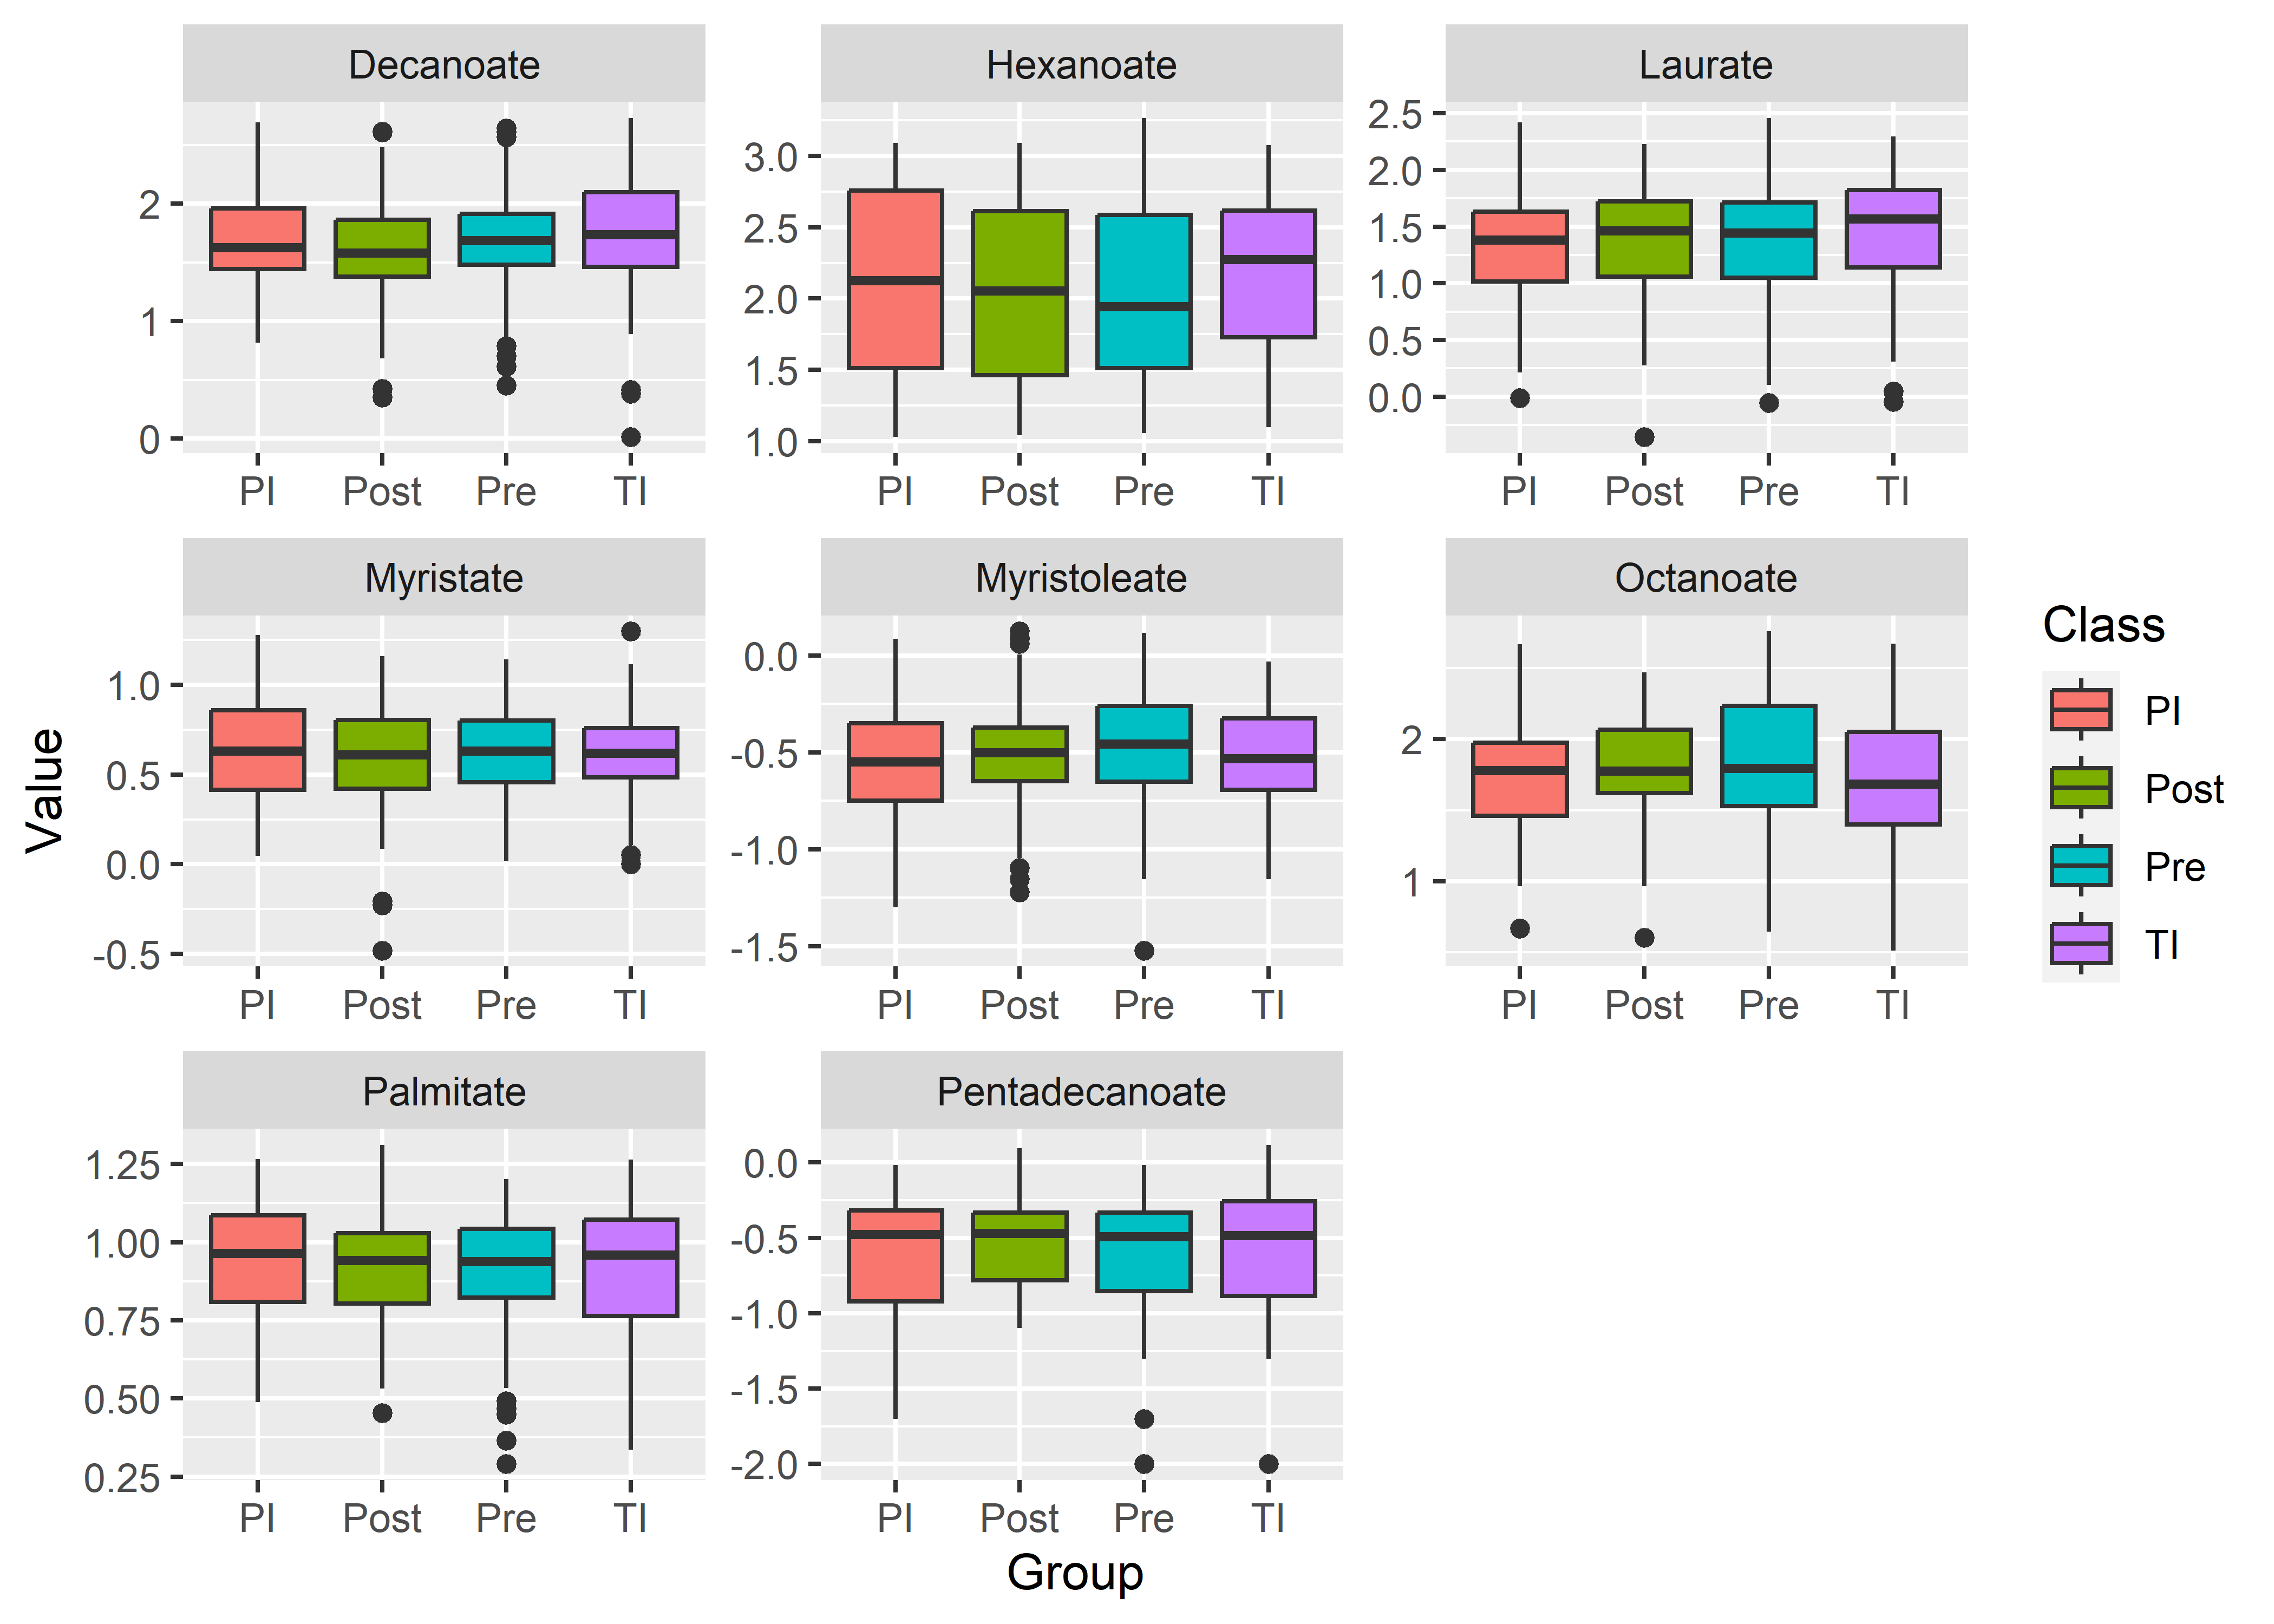 Decanoate
Hexanoate
Laurate
2
1
0
3.0
2.5
2.0
1.5
1.0
2.5
2.0
1.5
1.0
0.5
0.0
PI Post Pre TI
PI Post Pre TI
PI Post Pre TI
Myristate
Myristoleate
Octanoate
1.0
0.5
0.0
-0.5
0.0
-0.5
-1.0
-1.5
2
1
PI Post Pre TI
PI Post Pre TI
PI Post Pre TI
Palmitate
Pentadecanoate
1.25
1.00
0.75
0.50
0.25
0.0
-0.5
-1.0
-1.5
-2.0
PI Post Pre TI
PI Post Pre TI
Value
Group
Class
PI
Post
Pre
TI